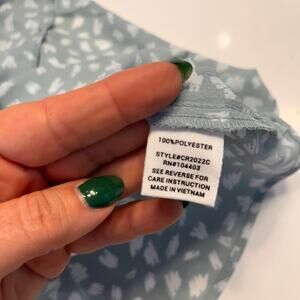 100%POLYESTER
STYLE#CR2022C
RN#104403
SEE REVERSE FOR
CARE INSTRUCTION
MADE IN VIETNAM